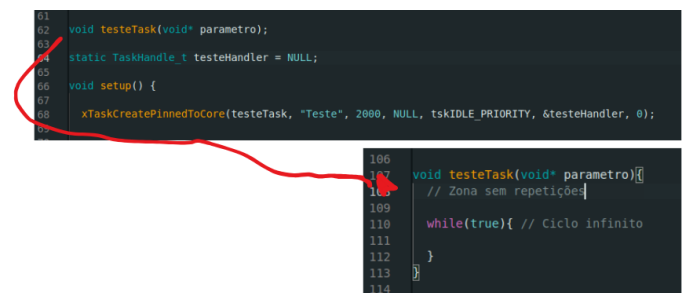 61
62 void testeTask(void* parametro);
63
64 static TaskHandle_t testeHandler = NULL;
65
66 void setup() {
67
68 xTaskCreatePinnedToCore(testeTask, "Teste", 2000, NULL, tskIDLE_PRIORITY, &testeHandler, 0);
69
106
107 void testeTask(void* parametro){
108 // Zona sem repetições
109
110 while(true){ // Ciclo infinito
111
112 }
113 }
114